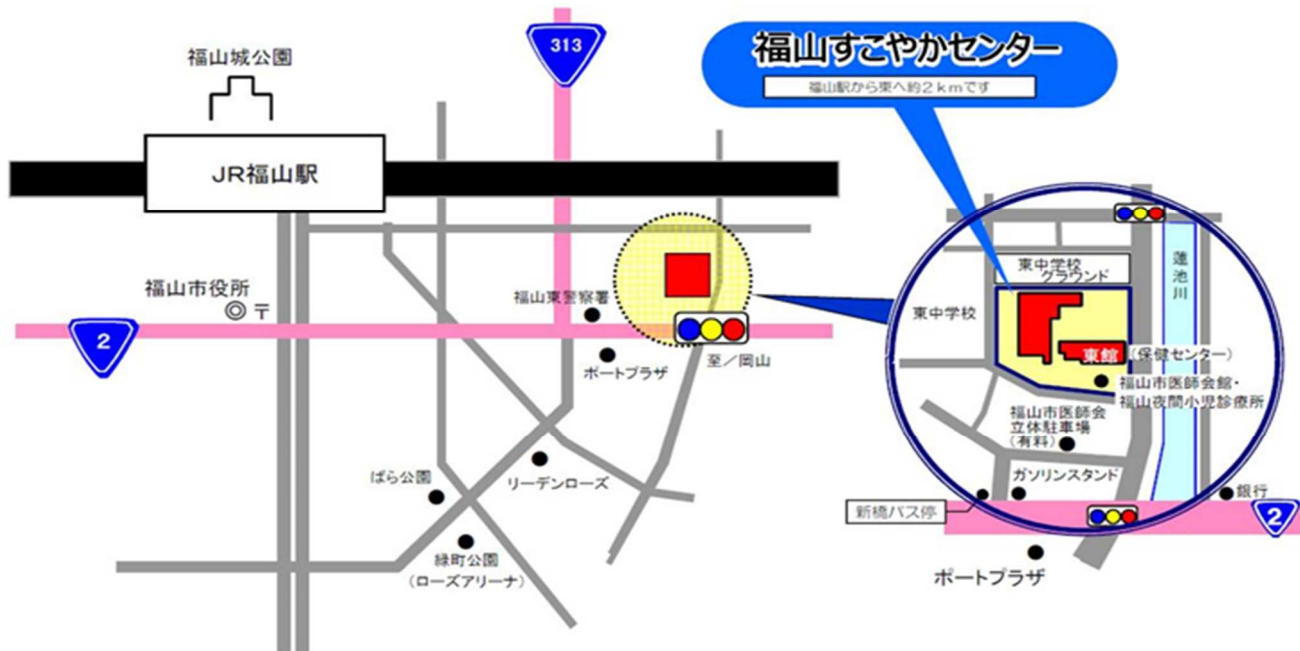 福山城公園
JR福山駅
313
福山すこやかセンター
福山駅から東へ約2kmです
福山市役所
〒
2
福山東警察署
ポートプラザ
至／岡山
ばら公園
リーデンローズ
緑町公園
(ローズアリーナ)
東中学校
グラウンド
東中学校
蓮池川
東館 (保健センター)
福山市医師会館・
福山夜間小児診療所
福山市医師会
立体駐車場
(有料)
ガソリンスタンド
新橋バス停
銀行
2
ポートプラザ